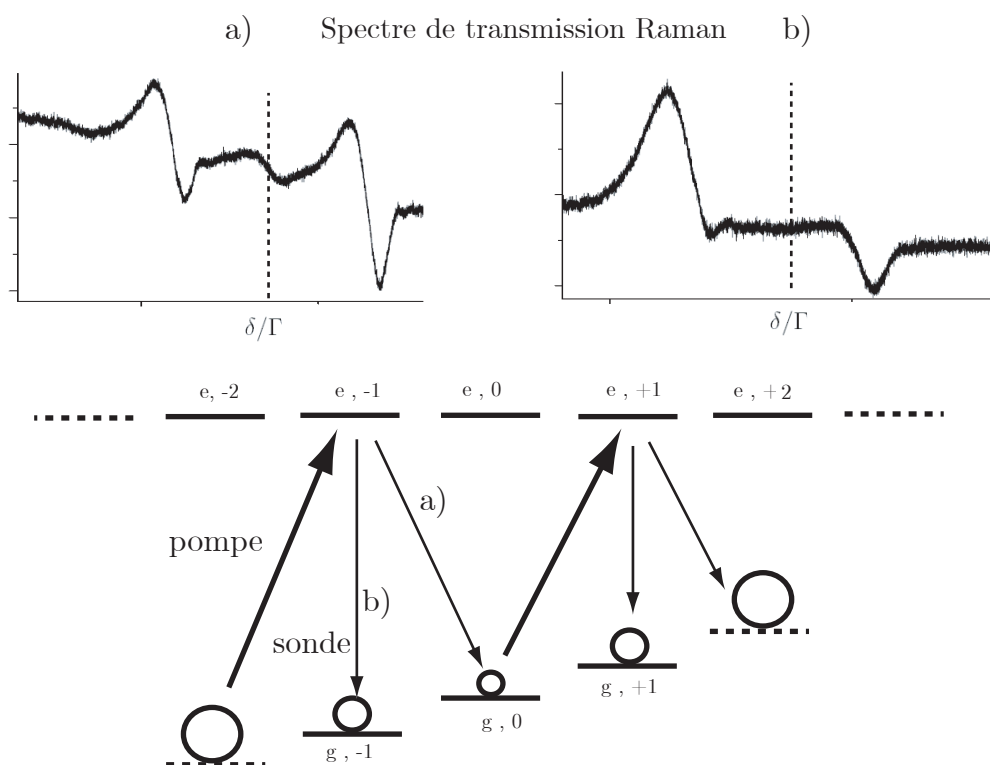 a) Spectre de transmission Raman b)
δ/Γ δ/Γ
e, -2 e , -1 e , 0 e , +1 e , +2
a)
pompe
b)
sonde
g , +1
g , 0
g , -1